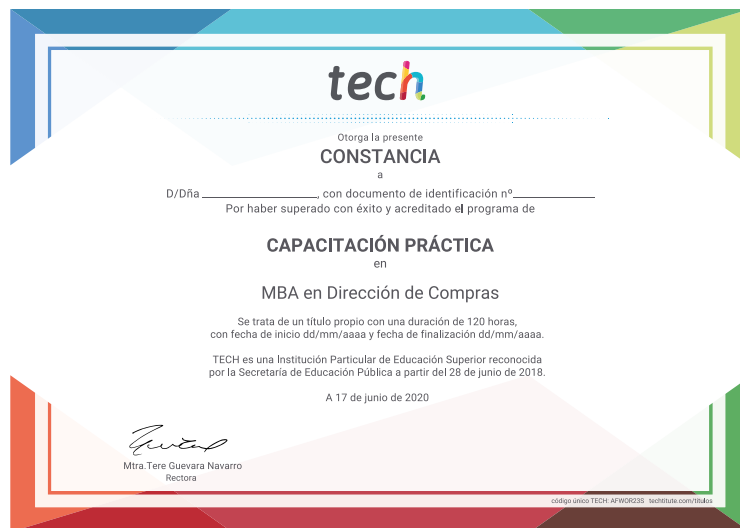 tech
Otorga la presente
CONSTANCIA
a
D/Dña ____________________, con documento de identificación nº______________
Por haber superado con éxito y acreditado el programa de
CAPACITACIÓN PRÁCTICA
en
MBA en Dirección de Compras
Se trata de un título propio con una duración de 120 horas,
con fecha de inicio dd/mm/aaaa y fecha de finalización dd/mm/aaaa.
TECH es una Institución Particular de Educación Superior reconocida
por la Secretaría de Educación Pública a partir del 28 de junio de 2018.
A 17 de junio de 2020
Mtra.Tere Guevara Navarro
Rectora
código único TECH: AFWOR23S techtitute.com/titulos